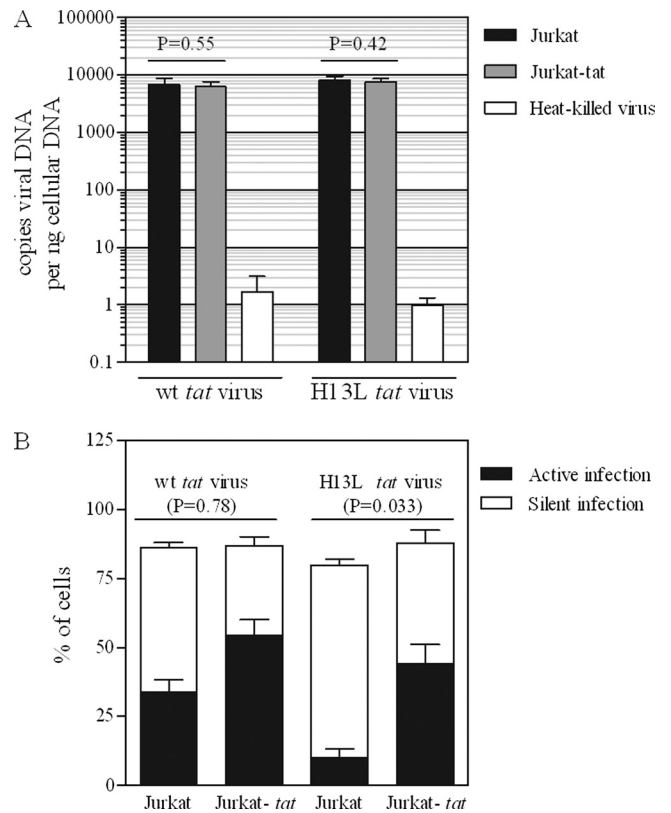 A
100000
10000
1000
100
10
1
0.1
copies viral DNA
per ng cellular DNA
P=0.55
P=0.42
Jurkat
Jurkat-tat
Heat-killed virus
wt tat virus
H13L tat virus
B
125
100
75
50
25
0
% of cells
wt tat virus
(P=0.78)
H13L tat virus
(P=0.033)
Active infection
Silent infection
Jurkat
Jurkat- tat
Jurkat
Jurkat- tat